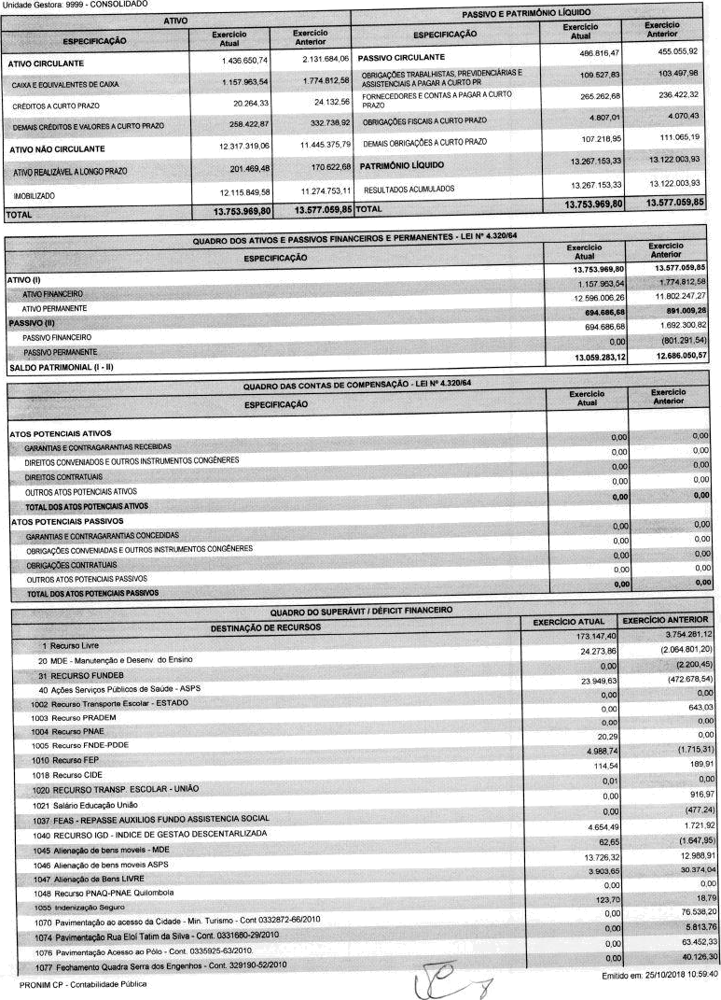 Unidade Gestora: 9999 - CONSOLIDADO
ATIVO PASSIVO E PATRIMÔNIO LÍQUIDO
ESPECIFICAÇÃO Exercício Atual Exercício Anterior ESPECIFICAÇÃO Exercício Atual Exercício Anterior
ATIVO CIRCULANTE 1.436.650,74 2.131.684,06 PASSIVO CIRCULANTE 486.816,47 455.055,92
CAIXA E EQUIVALENTES DE CAIXA 1.157.963,54 1.774.812,58 OBRIGAÇÕES TRABALHISTAS, PREVIDENCIÁRIAS E ASSISTENCIAIS A PAGAR A CURTO PR 109.527,83 103.497,98
CRÉDITOS A CURTO PRAZO 20.264,33 24.132,56 FORNECEDORES E CONTAS A PAGAR A CURTO PRAZO 265.262,68 236.422,32
DEMAIS CRÉDITOS E VALORES A CURTO PRAZO 258.422,87 332.738,92 OBRIGAÇÕES FISCAIS A CURTO PRAZO 4.807,01 4.070,43
ATIVO NÃO CIRCULANTE 12.317.319,06 11.445.375,79 DEMAIS OBRIGAÇÕES A CURTO PRAZO 107.218,95 111.065,19
ATIVO REALIZÁVEL A LONGO PRAZO 201.469,48 170.622,68 PATRIMÔNIO LÍQUIDO 13.267.153,33 13.122.003,93
IMOBILIZADO 12.115.849,58 11.274.753,11 RESULTADOS ACUMULADOS 13.267.153,33 13.122.003,93
TOTAL 13.753.969,80 13.577.059,85 TOTAL 13.753.969,80 13.577.059,85
QUADRO DOS ATIVOS E PASSIVOS FINANCEIROS E PERMANENTES - LEI Nº 4.320/64
ESPECIFICAÇÃO Exercício Atual Exercício Anterior
ATIVO (I) 13.753.969,80 13.577.059,85
ATIVO FINANCEIRO 1.157.963,54 1.774.812,58
ATIVO PERMANENTE 12.596.006,26 11.802.247,27
PASSIVO (II) 694.686,68 891.009,28
PASSIVO FINANCEIRO 694.686,68 1.692.300,82
PASSIVO PERMANENTE 0,00 (801.291,54)
SALDO PATRIMONIAL (I - II) 13.059.283,12 12.686.050,57
QUADRO DAS CONTAS DE COMPENSAÇÃO - LEI Nº 4.320/64
ESPECIFICAÇÃO Exercício Atual Exercício Anterior
ATOS POTENCIAIS ATIVOS
GARANTIAS E CONTRAGARANTIAS RECEBIDAS 0,00 0,00
DIREITOS CONVENIADOS E OUTROS INSTRUMENTOS CONGÊNERES 0,00 0,00
DIREITOS CONTRATUAIS 0,00 0,00
OUTROS ATOS POTENCIAIS ATIVOS 0,00 0,00
TOTAL DOS ATOS POTENCIAIS ATIVOS 0,00 0,00
ATOS POTENCIAIS PASSIVOS
GARANTIAS E CONTRAGARANTIAS CONCEDIDAS 0,00 0,00
OBRIGAÇÕES CONVENIADAS E OUTROS INSTRUMENTOS CONGÊNERES 0,00 0,00
OBRIGAÇÕES CONTRATUAIS 0,00 0,00
OUTROS ATOS POTENCIAIS PASSIVOS 0,00 0,00
TOTAL DOS ATOS POTENCIAIS PASSIVOS 0,00 0,00
QUADRO DO SUPERÁVIT / DÉFICIT FINANCEIRO
DESTINAÇÃO DE RECURSOS EXERCÍCIO ATUAL EXERCÍCIO ANTERIOR
1 Recurso Livre 173.147,40 3.754.281,12
20 MDE - Manutenção e Desenv. do Ensino 24.273,86 (2.064.801,20)
31 RECURSO FUNDEB 0,00 (2.200,45)
40 Ações Serviços Públicos de Saúde - ASPS 23.949,63 (472.678,54)
1002 Recurso Transporte Escolar - ESTADO 0,00 0,00
1003 Recurso PRADEM 0,00 643,03
1004 Recurso PNAE 0,00 0,00
1005 Recurso FNDE-PDDE 20,29 0,00
1010 Recurso FEP 4.988,74 (1.715,31)
1018 Recurso CIDE 114,54 189,91
1020 RECURSO TRANSP. ESCOLAR - UNIÃO 0,01 0,00
1021 Salário Educação União 0,00 916,97
1037 FEAS - REPASSE AUXILIOS FUNDO ASSISTENCIA SOCIAL 0,00 (477,24)
1040 RECURSO IGD - INDICE DE GESTAO DESCENTARLIZADA 4.654,49 1.721,92
1045 Alienação de bens moveis - MDE 62,65 (1.647,95)
1046 Alienação de bens moveis ASPS 13.726,32 12.988,91
1047 Alienação de Bens LIVRE 3.903,65 30.374,04
1048 Recurso PNAQ-PNAE Quilombola 0,00 0,00
1055 Indenização Seguro 123,70 18,79
1070 Pavimentação ao acesso da Cidade - Min. Turismo - Cont 0332872-66/2010 0,00 76.538,20
1074 Pavimentação Rua Eloí Tatim da Silva - Cont. 0331680-29/2010 0,00 5.813,76
1076 Pavimentação Acesso ao Pólo - Cont. 0335925-63/2010. 0,00 63.452,33
1077 Fechamento Quadra Serra dos Engenhos - Cont. 329190-52/2010 0,00 40.126,30
PRONIM CP - Contabilidade Pública Emitido em: 25/10/2018 10:59:40